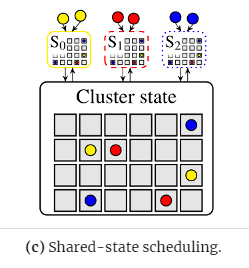 S₀ S₁ S₂
Cluster state
(c) Shared-state scheduling.